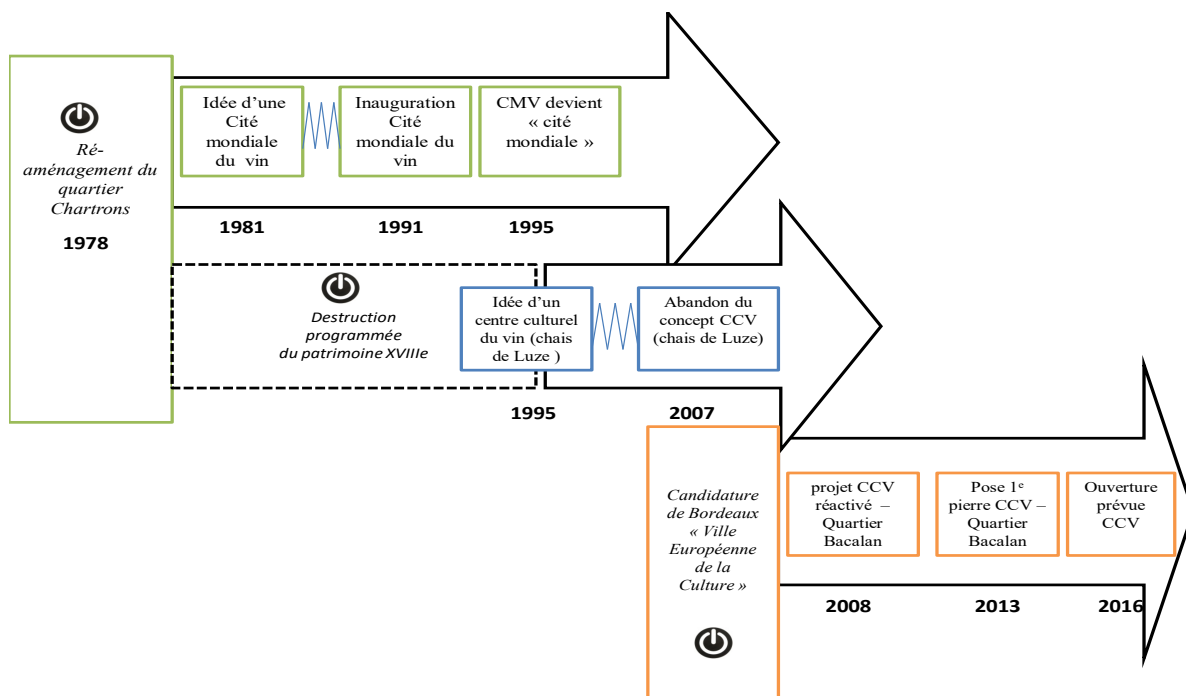 Ré-
aménagement du
quartier
Chartrons
1978
Idée d'une
Cité
mondiale
du vin
Inauguration
Cité
mondiale du
vin
CMV devient
« cité
mondiale »
1981
1991
1995
Destruction
programmée
du patrimoine XVIIIe
Idée d'un
centre culturel
du vin (chais
de Luze )
Abandon du
concept CCV
(chais de Luze)
1995
2007
Candidature
de Bordeaux
« Ville
Européenne
de la
Culture »
projet CCV
réactivé –
Quartier
Bacalan
Pose 1e
pierre CCV –
Quartier
Bacalan
Ouverture
prévue
CCV
2008
2013
2016